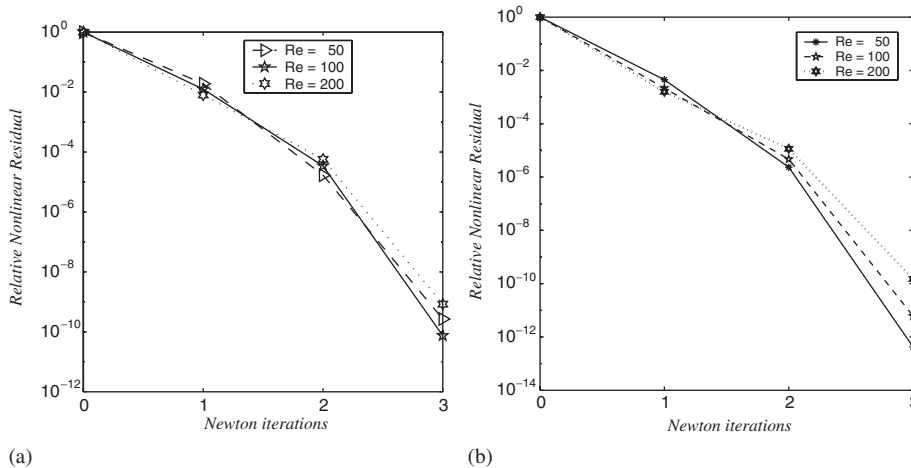 10^0
10^-2
10^-4
10^-6
10^-8
10^-10
10^-12
Relative Nonlinear Residual
0 1 2 3
Newton iterations
Re = 50
Re = 100
Re = 200
(a)
10^0
10^-2
10^-4
10^-6
10^-8
10^-10
10^-12
10^-14
Relative Nonlinear Residual
0 1 2 3
Newton iterations
Re = 50
Re = 100
Re = 200
(b)